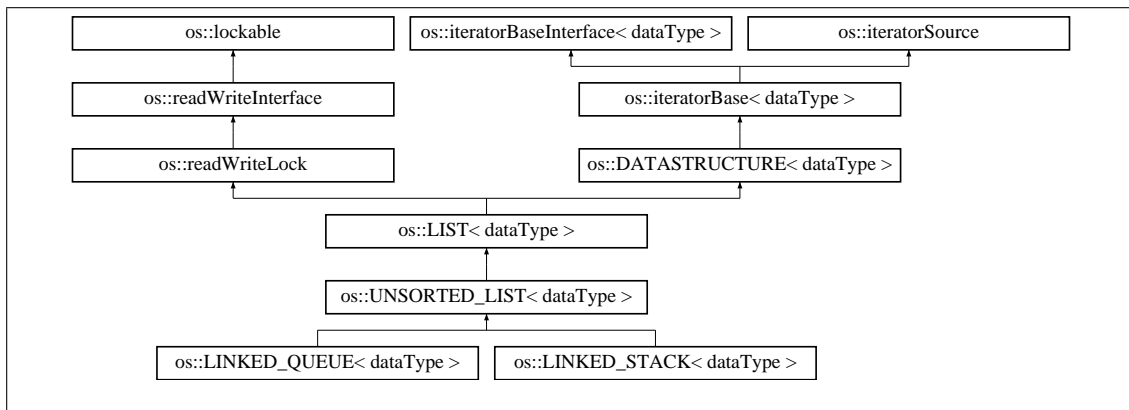 os::lockable
os::iteratorBaseInterface< dataType >
os::iteratorSource
os::readWriteInterface
os::iteratorBase< dataType >
os::readWriteLock
os::DATASTRUCTURE< dataType >
os::LIST< dataType >
os::UNSORTED_LIST< dataType >
os::LINKED_QUEUE< dataType >
os::LINKED_STACK< dataType >